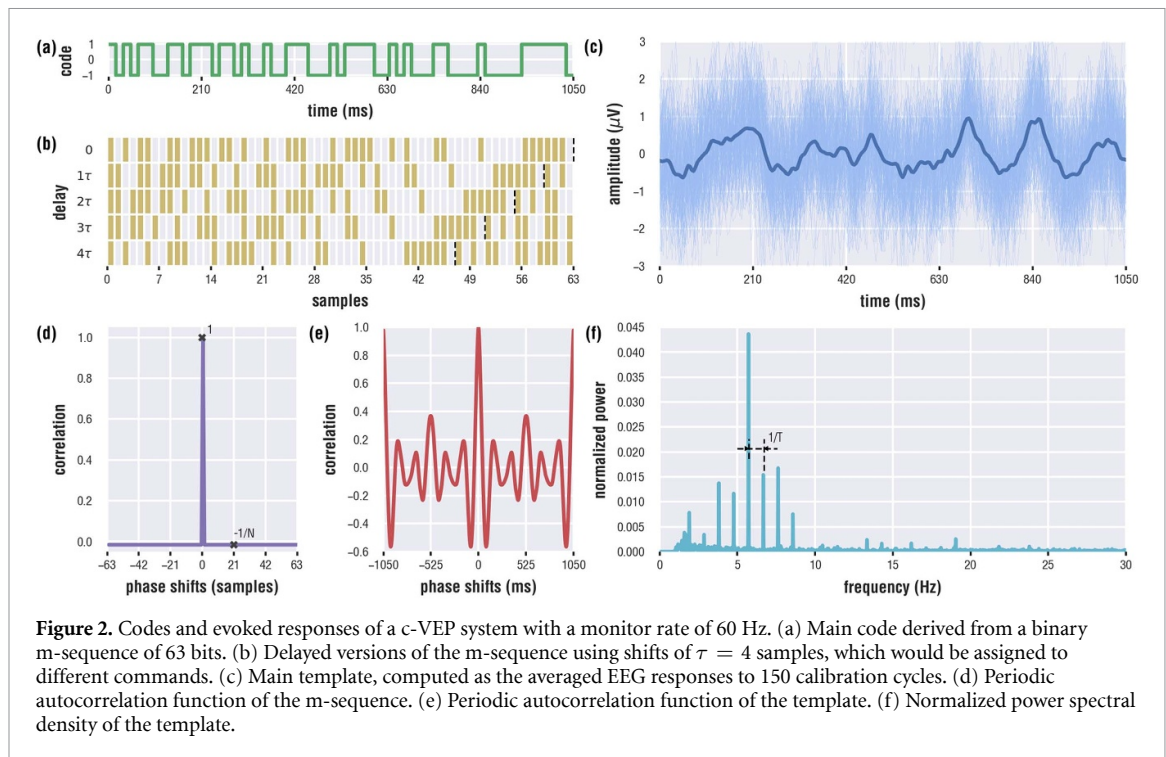 (a)
code
1
0
−1
0
210
420
630
840
1050
time (ms)
(b)
delay
0
1τ
2τ
3τ
4τ
0
7
14
21
28
35
42
49
56
63
samples
(c)
amplitude (μV)
3
2
1
0
−1
−2
−3
0
210
420
630
840
1050
time (ms)
(d)
correlation
1.0
0.8
0.6
0.4
0.2
0.0
1
-1/N
−63
−42
−21
0
21
42
63
phase shifts (samples)
(e)
correlation
1.0
0.8
0.6
0.4
0.2
0.0
−0.2
−0.4
−0.6
−1050
−525
0
525
1050
phase shifts (ms)
(f)
normalized power
0.045
0.040
0.035
0.030
0.025
0.020
0.015
0.010
0.005
0.000
1/T
0
5
10
15
20
25
30
frequency (Hz)
Figure 2. Codes and evoked responses of a c-VEP system with a monitor rate of 60 Hz. (a) Main code derived from a binary
m-sequence of 63 bits. (b) Delayed versions of the m-sequence using shifts of τ = 4 samples, which would be assigned to
different commands. (c) Main template, computed as the averaged EEG responses to 150 calibration cycles. (d) Periodic
autocorrelation function of the m-sequence. (e) Periodic autocorrelation function of the template. (f) Normalized power spectral
density of the template.